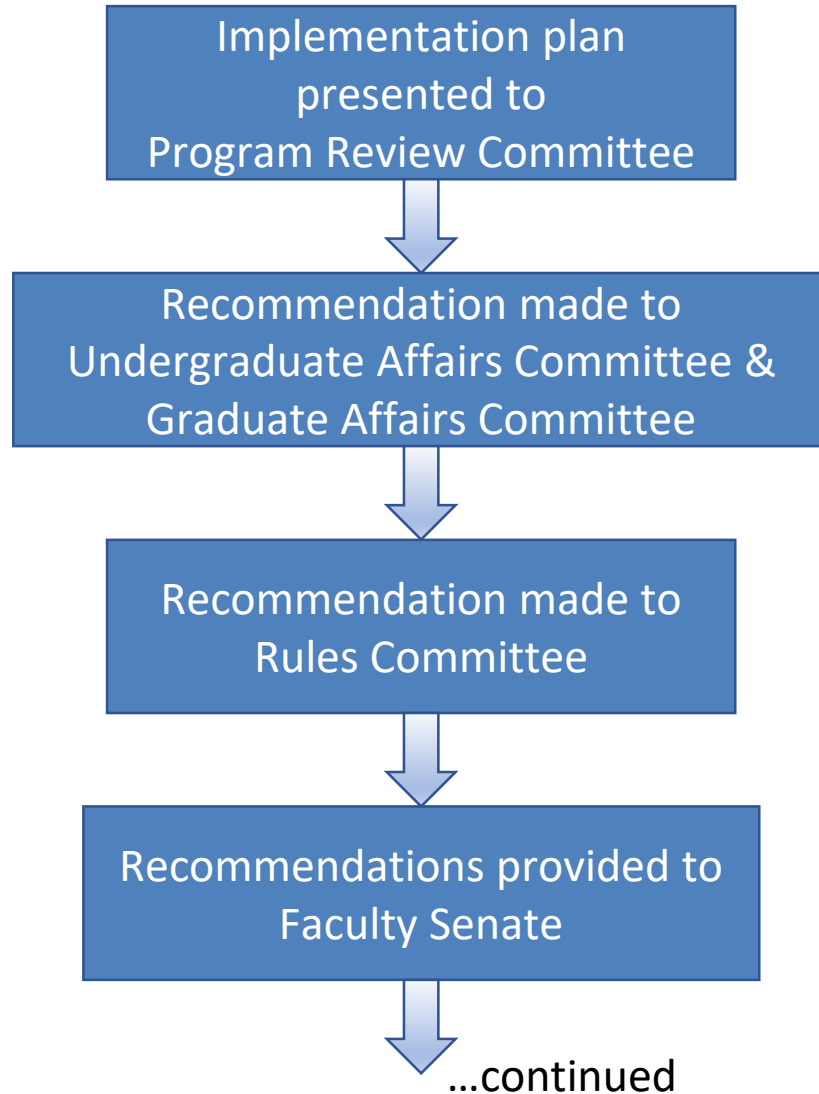 Implementation plan
presented to
Program Review Committee
Recommendation made to
Undergraduate Affairs Committee &
Graduate Affairs Committee
Recommendation made to
Rules Committee
Recommendations provided to
Faculty Senate
...continued